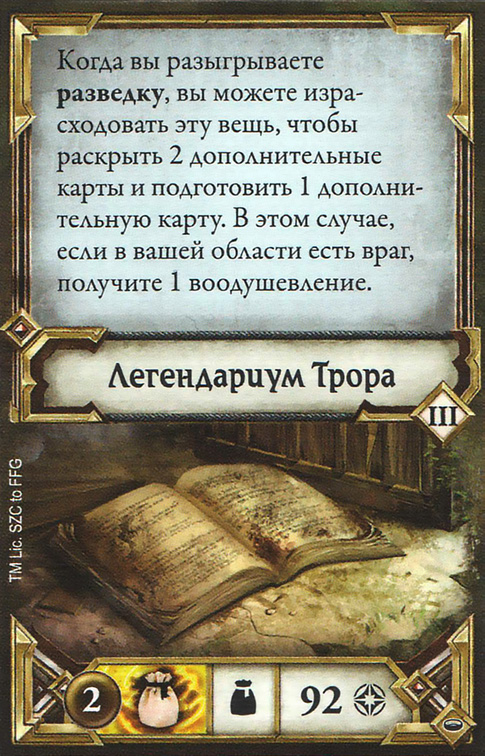 Когда вы разыгрываете
разведку, вы можете изра-
сходовать эту вещь, чтобы
раскрыть 2 дополнительные
карты и подготовить 1 дополни-
тельную карту. В этом случае,
если в вашей области есть враг,
получите 1 воодушевление.
Легендариум Трора
III
TM Lic. SZC to FFG
2
92